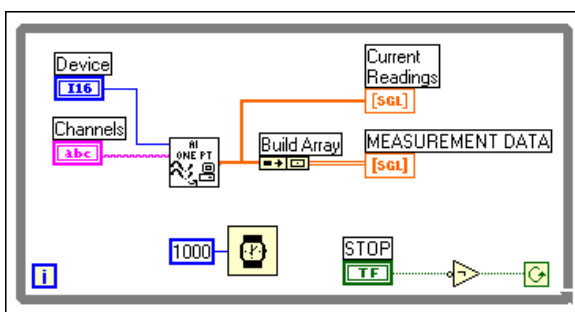 Device
I16
Channels
abc
AI
ONE PT
Current
Readings
[SGL]
Build Array
MEASUREMENT DATA
[SGL]
1000
STOP
TF
i